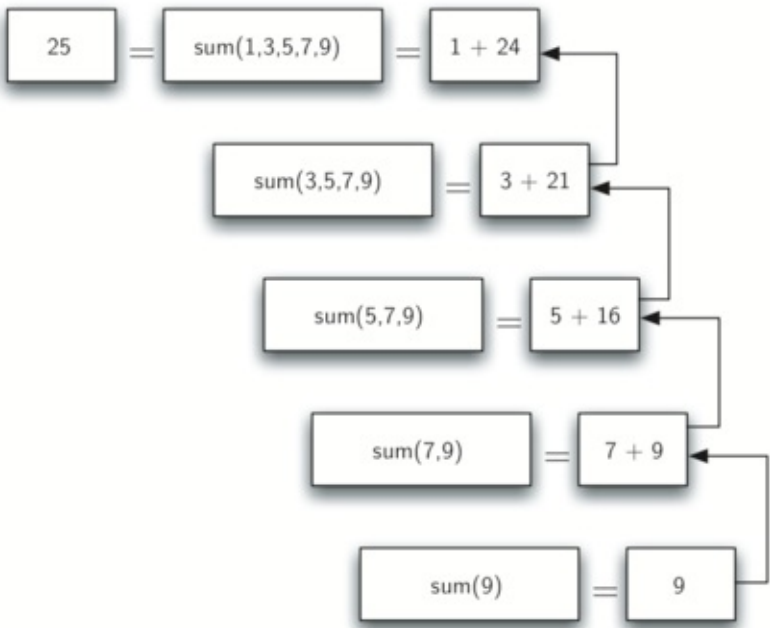 25 = sum(1,3,5,7,9) = 1 + 24
sum(3,5,7,9) = 3 + 21
sum(5,7,9) = 5 + 16
sum(7,9) = 7 + 9
sum(9) = 9